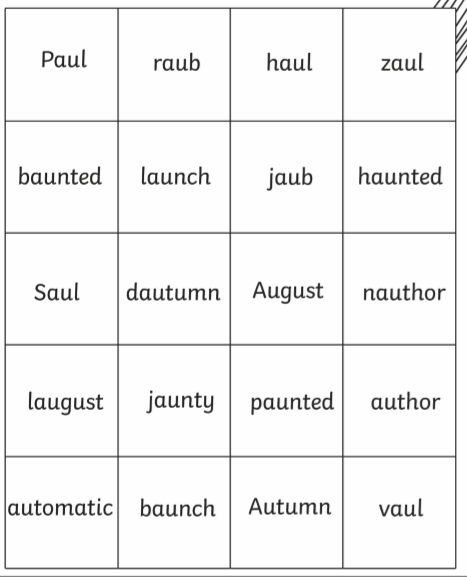 Paul raub haul zaul
baunted launch jaub haunted
Saul dautumn August nauthor
laugust jaunty paunted author
automatic baunch Autumn vaul